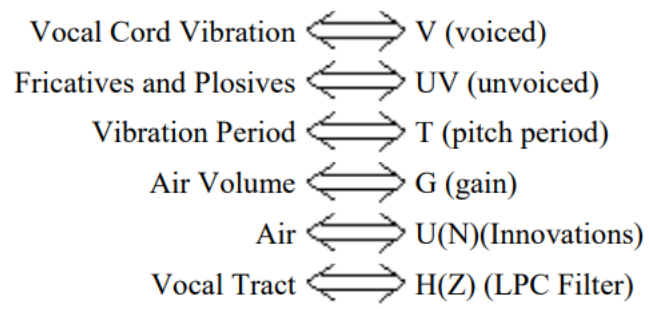 Vocal Cord Vibration V (voiced)
Fricatives and Plosives UV (unvoiced)
Vibration Period T (pitch period)
Air Volume G (gain)
Air U(N)(Innovations)
Vocal Tract H(Z) (LPC Filter)